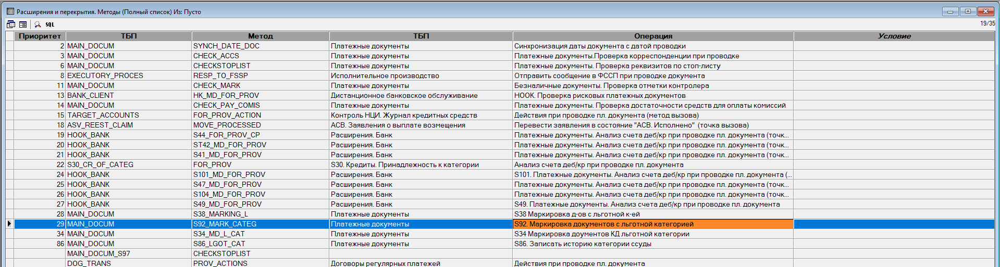 Расширения и перекрытия. Методы (Полный список) Из: Пусто
SQL
19/35
Приоритет ТБП Метод ТБП Операция Условие
2 MAIN_DOCUM SYNCH_DATE_DOC Платежные документы Синхронизация даты документа с датой проводки
3 MAIN_DOCUM CHECK_ACCS Платежные документы Платежные документы.Проверка корреспонденции при проводке
6 MAIN_DOCUM CHECKSTOPLIST Платежные документы Платежные документы. Проверка реквизитов по стоп-листу
8 EXECUTORY_PROCES RESP_TO_FSSP Исполнительное производство Отправить сообщение в ФССП при проводке документа
11 MAIN_DOCUM CHECK_MARK Платежные документы Безналичные документы. Проверка отметки контролера
13 BANK_CLIENT HK_MD_FOR_PROV Дистанционное банковское обслуживание HOOK. Проверка рисковых платежных документов
14 MAIN_DOCUM CHECK_PAY_COMIS Платежные документы Платежные документы. Проверка достаточности средств для оплаты комиссий
15 TARGET_ACCOUNTS FOR_PROV_ACTION Контроль НЦИ. Журнал кредитных средств Действия при проводке пл. документа (метод вызова)
18 ASV_REEST_CLAIM MOVE_PROCESSED АСВ. Заявления о выплате возмещения Перевести заявления в состояние "АСВ. Исполнено" (точка вызова)
19 HOOK_BANK S44_FOR_PROV_CP Расширения. Банк Платежные документы. Анализ счета деб/кр при проводке пл. документа (точк...
20 HOOK_BANK ST42_MD_FOR_PROV Расширения. Банк Платежные документы. Анализ счета деб/кр при проводке пл. документа (точк...
21 HOOK_BANK S41_MD_FOR_PROV Расширения. Банк Платежные документы. Анализ счета деб/кр при проводке пл. документа (точк...
22 S30_CR_OF_CATEG FOR_PROV S30. Кредиты. Принадлежность к категории Анализ счета деб/кр при проводке пл. документа
24 HOOK_BANK S101_MD_FOR_PROV Расширения. Банк S101. Платежные документы. Анализ счета деб/кр при проводке пл. документа (...
25 HOOK_BANK S47_MD_FOR_PROV Расширения. Банк Платежные документы. Анализ счета деб/кр при проводке пл. документа (точк...
26 HOOK_BANK S104_MD_FOR_PROV Расширения. Банк Платежные документы. Анализ счета деб/кр при проводке пл. документа (точк...
27 HOOK_BANK S49_MD_FOR_PROV Расширения. Банк S49. Платежные документы. Анализ счета деб/кр при проводке пл. документа
28 MAIN_DOCUM S38_MARKING_L Платежные документы S38 Маркировка д-ов с льготной к-ей
29 MAIN_DOCUM S92_MARK_CATEG Платежные документы S92. Маркировка документов с льготной категорией
34 MAIN_DOCUM S34_MD_L_CAT Платежные документы S34 Маркировка доументов КД льготной категории
86 MAIN_DOCUM S86_LGOT_CAT Платежные документы S86. Записать историю категории ссуды
MAIN_DOCUM_S97 CHECKSTOPLIST
DOG_TRANS PROV_ACTIONS Договоры регулярных платежей Действия при проводке пл. документа